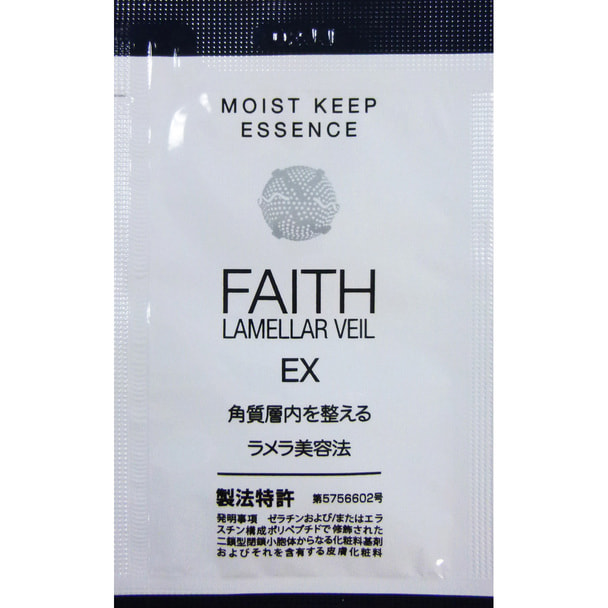 MOIST KEEP
ESSENCE
FAITH
LAMELLAR VEIL
EX
角質層内を整える
ラメラ美容法
製法特許 第5756602号
発明事項 ゼラチンおよび/またはエラ
スチン構成ポリペプチドで修飾された
二鎖型閉鎖小胞体からなる化粧料基剤
およびそれを含有する皮膚化粧料